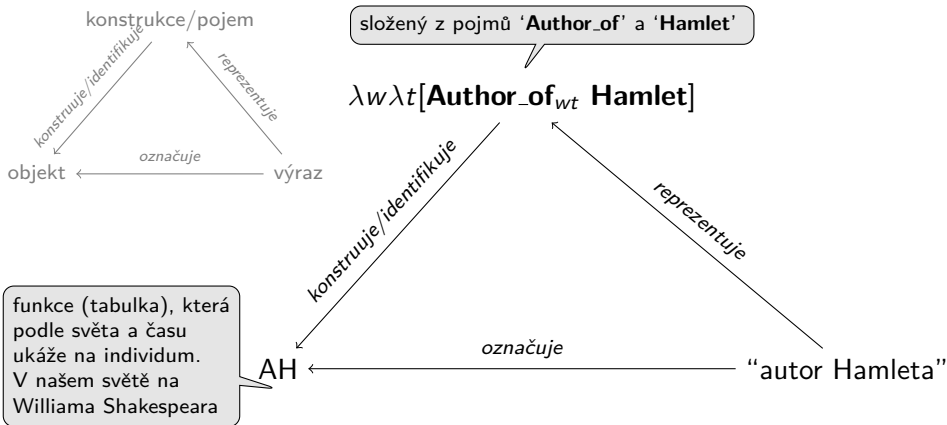 konstrukce/pojem
konstruuje/identifikuje
reprezentuje
označuje
objekt
výraz
složený z pojmů ‘Author_of’ a ‘Hamlet’
λwλt[Author_of_wt Hamlet]
konstruuje/identifikuje
reprezentuje
funkce (tabulka), která
podle světa a času
ukáže na individum.
V našem světě na
Williama Shakespeara
AH
označuje
“autor Hamleta”